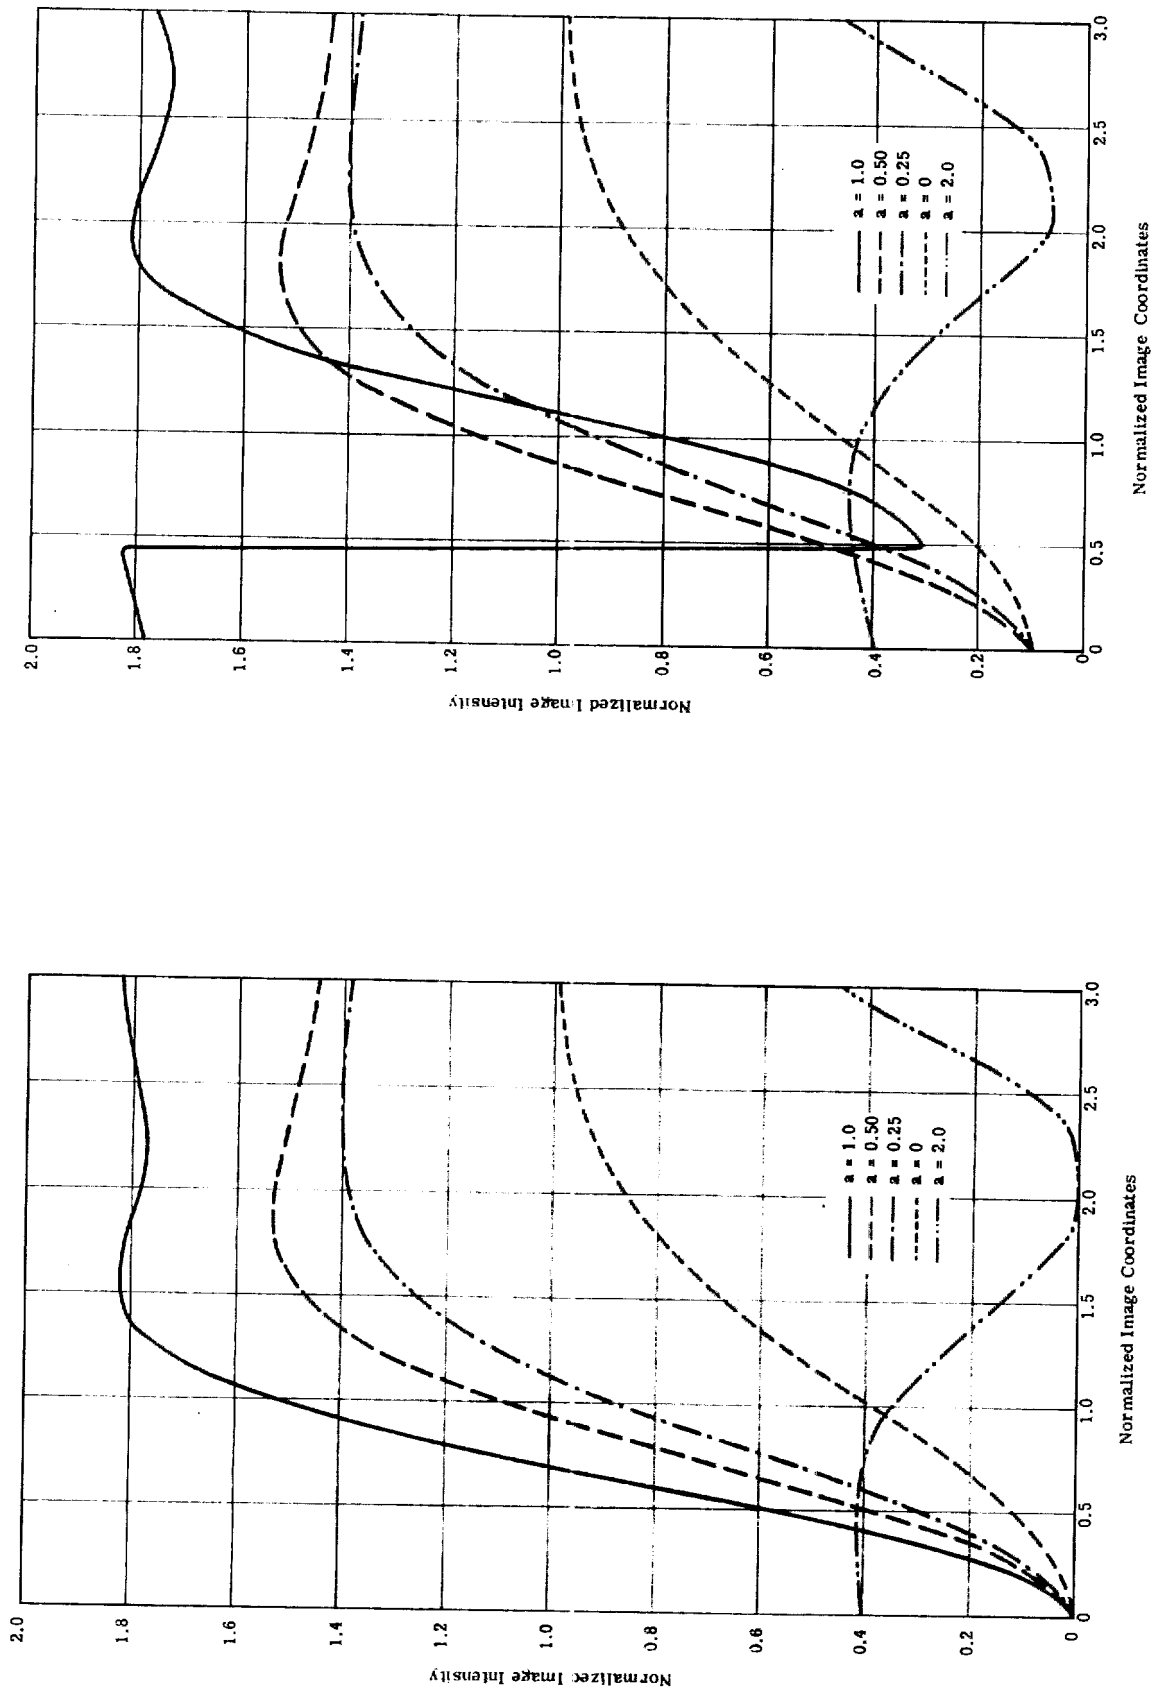 2.0
1.8
1.6
1.4
1.2
1.0
0.8
0.6
0.4
0.2
0
Normalized Image Intensity
0
0.5
1.0
1.5
2.0
2.5
3.0
Normalized Image Coordinates
a = 1.0
a = 0.50
a = 0.25
a = 0
a = 2.0
2.0
1.8
1.6
1.4
1.2
1.0
0.8
0.6
0.4
0.2
0
Normalized Image Intensity
0
0.5
1.0
1.5
2.0
2.5
3.0
Normalized Image Coordinates
a = 1.0
a = 0.50
a = 0.25
a = 0
a = 2.0